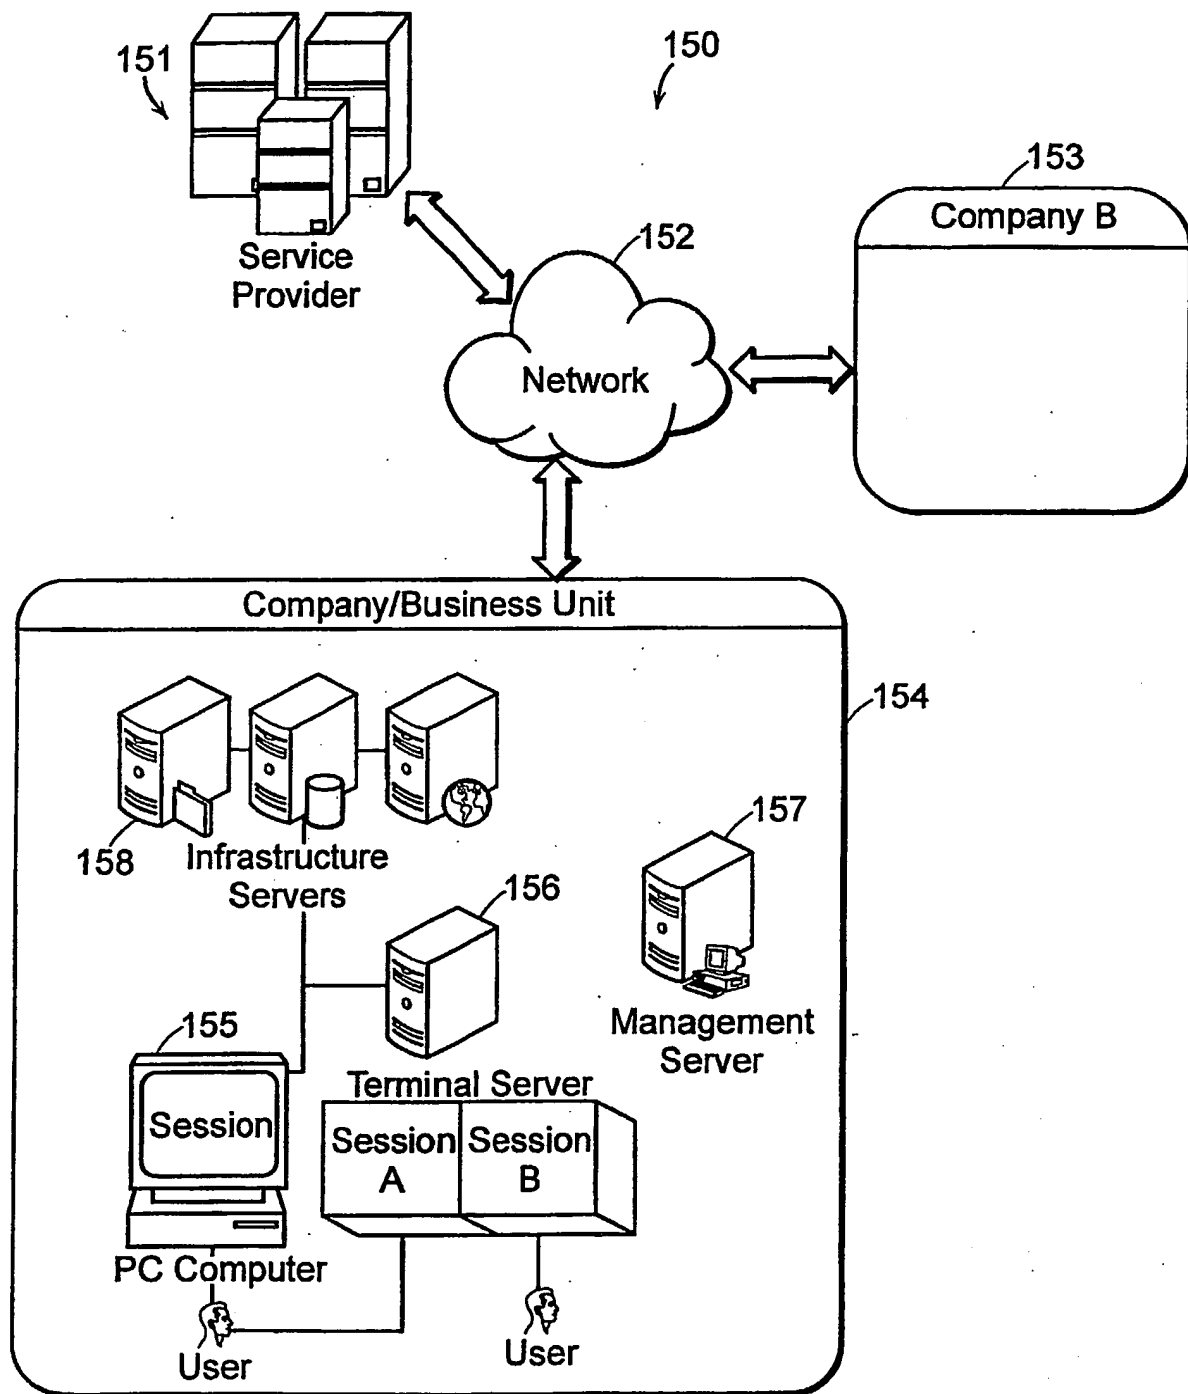 151
150
153
Company B
Service
Provider
152
Network
Company/Business Unit
154
158
Infrastructure
Servers
157
156
Management
Server
155
Session
Terminal Server
Session
A
Session
B
PC Computer
User
User